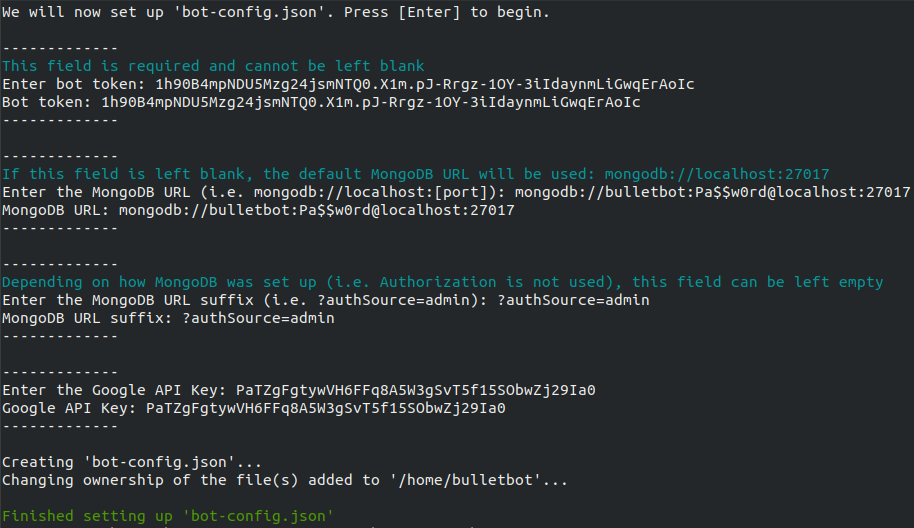 We will now set up 'bot-config.json'. Press [Enter] to begin.
-------------
This field is required and cannot be left blank
Enter bot token: 1h90B4mpNDU5Mzg24jsmNTQ0.X1m.pJ-Rrgz-1OY-3iIdaynmLiGwqErAoIc
Bot token: 1h90B4mpNDU5Mzg24jsmNTQ0.X1m.pJ-Rrgz-1OY-3iIdaynmLiGwqErAoIc
-------------
-------------
If this field is left blank, the default MongoDB URL will be used: mongodb://localhost:27017
Enter the MongoDB URL (i.e. mongodb://localhost:[port]): mongodb://bulletbot:Pa$$w0rd@localhost:27017
MongoDB URL: mongodb://bulletbot:Pa$$w0rd@localhost:27017
-------------
-------------
Depending on how MongoDB was set up (i.e. Authorization is not used), this field can be left empty
Enter the MongoDB URL suffix (i.e. ?authSource=admin): ?authSource=admin
MongoDB URL suffix: ?authSource=admin
-------------
-------------
Enter the Google API Key: PaTZgFgtywVH6FFq8A5W3gSvT5f15SObwZj29Ia0
Google API Key: PaTZgFgtywVH6FFq8A5W3gSvT5f15SObwZj29Ia0
-------------
Creating 'bot-config.json'...
Changing ownership of the file(s) added to '/home/bulletbot'...
Finished setting up 'bot-config.json'